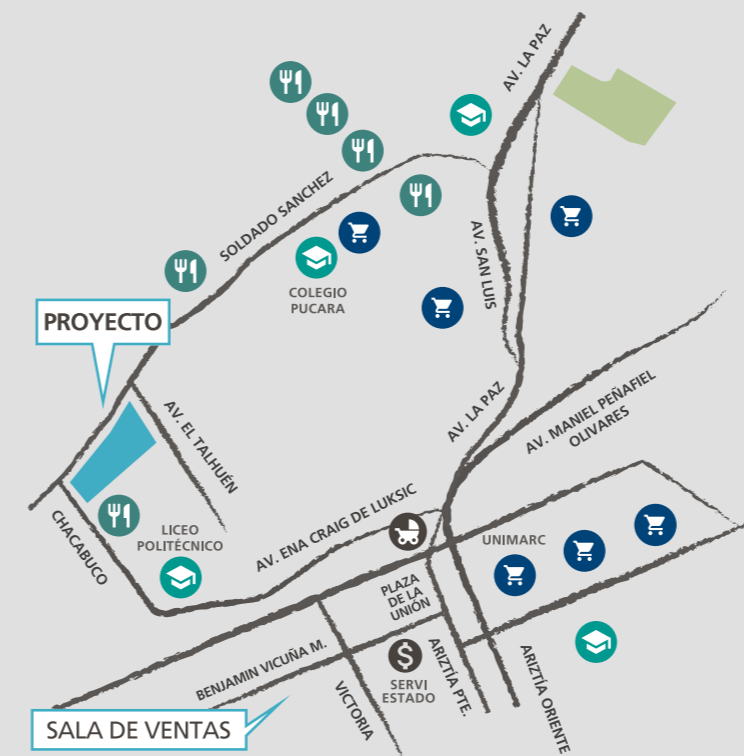 AV. LA PAZ
SOLDADO SANCHEZ
AV. SAN LUIS
COLEGIO
PUCARA
PROYECTO
AV. EL TALHUÉN
AV. LA PAZ
AV. MANIEL PEÑAFIEL
OLIVARES
CHACABUCO
LICEO
POLITÉCNICO
AV. ENA CRAIG DE LUKSIC
UNIMARC
PLAZA
DE LA
UNIÓN
BENJAMIN VICUÑA M.
VICTORIA
$
SERVI
ESTADO
ARIZTÍA PTE.
ARIZTÍA ORIENTE
SALA DE VENTAS